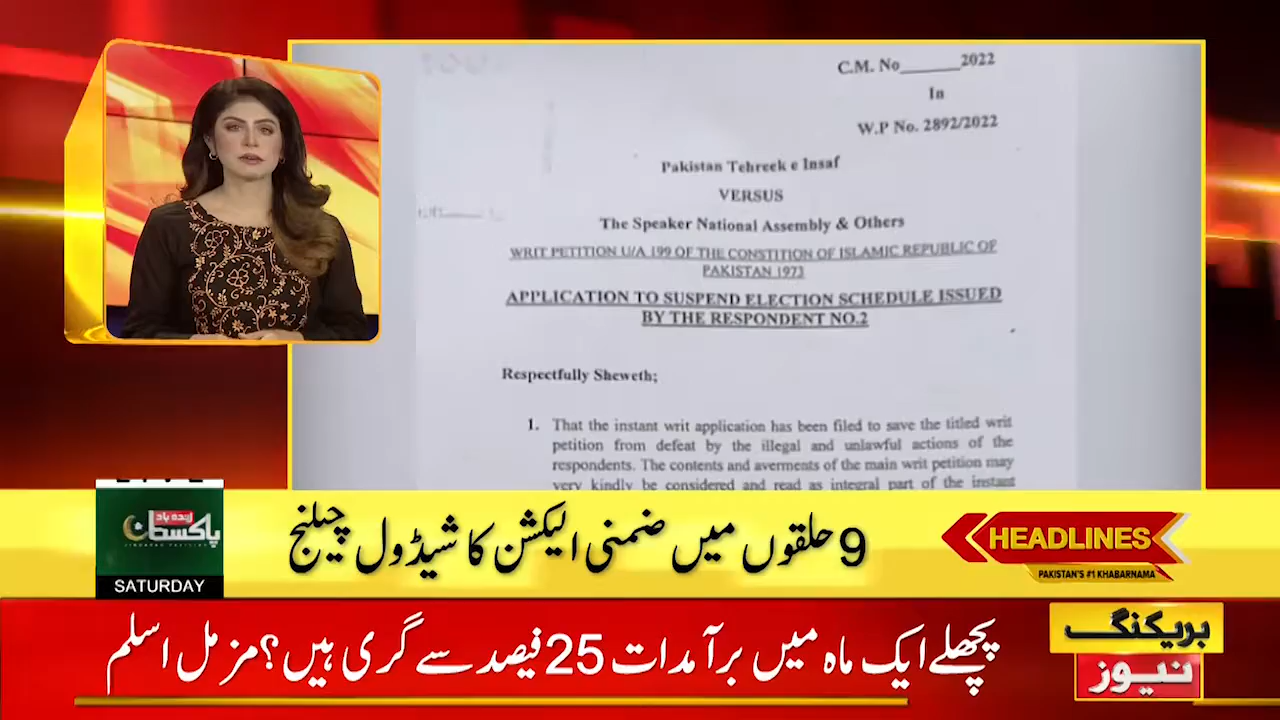 C.M. No______2022
In
W.P No. 2892/2022
Pakistan Tehreek e Insaf
VERSUS
The Speaker National Assembly & Others
WRIT PETITION U/A 199 OF THE CONSTITUTION OF ISLAMIC REPUBLIC OF
PAKISTAN 1973
APPLICATION TO SUSPEND ELECTION SCHEDULE ISSUED
BY THE RESPONDENT NO.2
Respectfully Sheweth;
1. That the instant writ application has been filed to save the titled writ
petition from defeat by the illegal and unlawful actions of the
respondents. The contents and averments of the main writ petition may
very kindly be considered and read as integral part of the instant
زندہ باد
پاکستان
SATURDAY
9 حلقوں میں ضمنی الیکشن کا شیڈول چیلنج
HEADLINES
PAKISTAN'S #1 KHABARNAMA
بریکنگ
نیوز
پچھلے ایک ماہ میں برآمدات 25 فیصد سے گری ہیں؟ مزمل اسلم